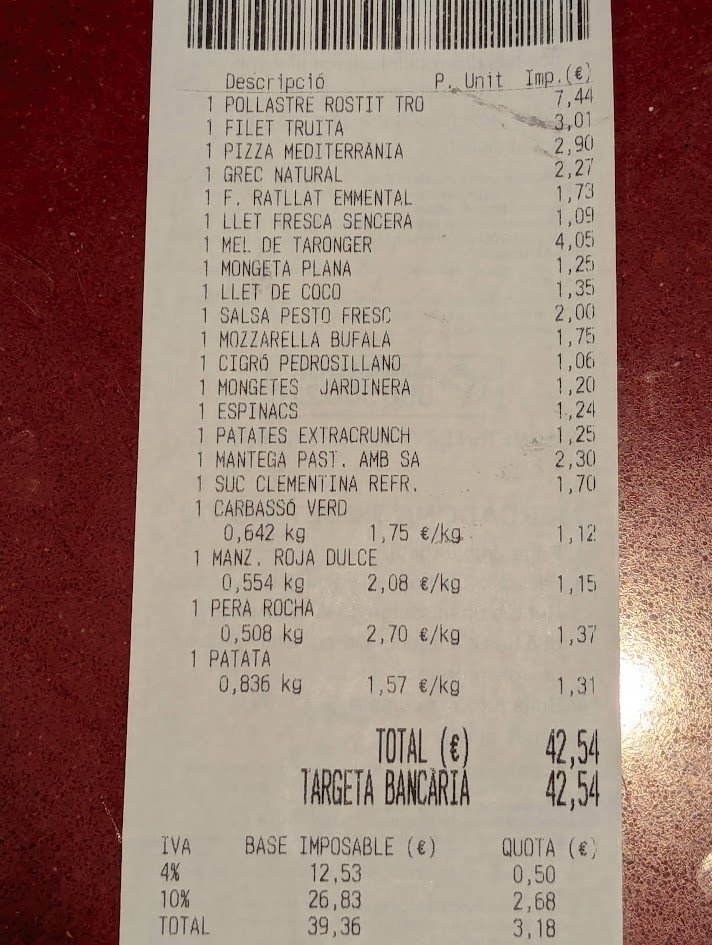 Descripció P. Unit Imp.(€)
1 POLLASTRE ROSTIT TRO 7,44
1 FILET TRUITA 3,01
1 PIZZA MEDITERRÀNIA 2,90
1 GREC NATURAL 2,27
1 F. RATLLAT EMMENTAL 1,73
1 LLET FRESCA SENCERA 1,09
1 MEL DE TARONGER 4,05
1 MONGETA PLANA 1,25
1 LLET DE COCO 1,35
1 SALSA PESTO FRESC 2,00
1 MOZZARELLA BUFALA 1,75
1 CIGRÓ PEDROSILLANO 1,06
1 MONGETES JARDINERA 1,20
1 ESPINACS 1,24
1 PATATES EXTRACRUNCH 1,25
1 MANTEGA PAST. AMB SA 2,30
1 SUC CLEMENTINA REFR. 1,70
1 CARBASSÓ VERD
0,642 kg 1,75 €/kg 1,12
1 MANZ. ROJA DULCE
0,554 kg 2,08 €/kg 1,15
1 PERA ROCHA
0,508 kg 2,70 €/kg 1,37
1 PATATA
0,836 kg 1,57 €/kg 1,31
TOTAL (€) 42,54
TARGETA BANCÀRIA 42,54
IVA BASE IMPOSABLE (€) QUOTA (€)
4% 12,53 0,50
10% 26,83 2,68
TOTAL 39,36 3,18